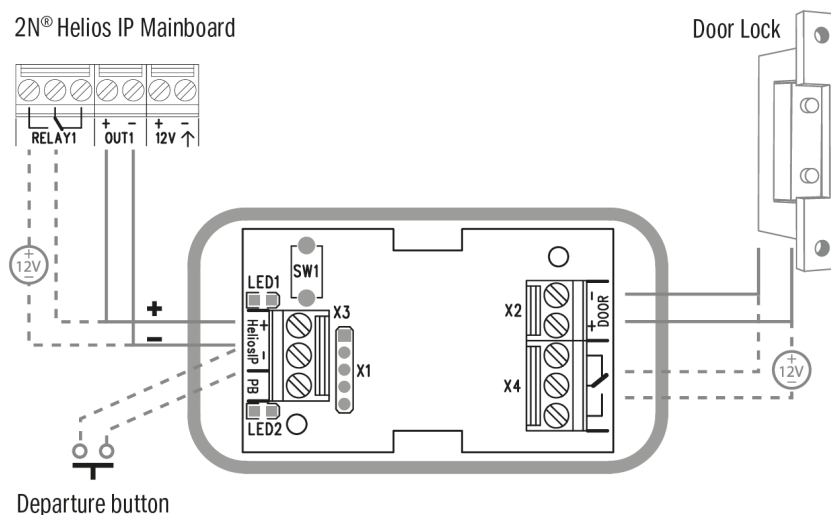 2N® Helios IP Mainboard
Door Lock
+ - + -
RELAY1 OUT1 12V ↑
+
12V
-
SW1
LED1
+
-
X3
+
HeliosIP
-
X1
PB
LED2
X2
-
DOOR
+
X4
+
12V
-
Departure button